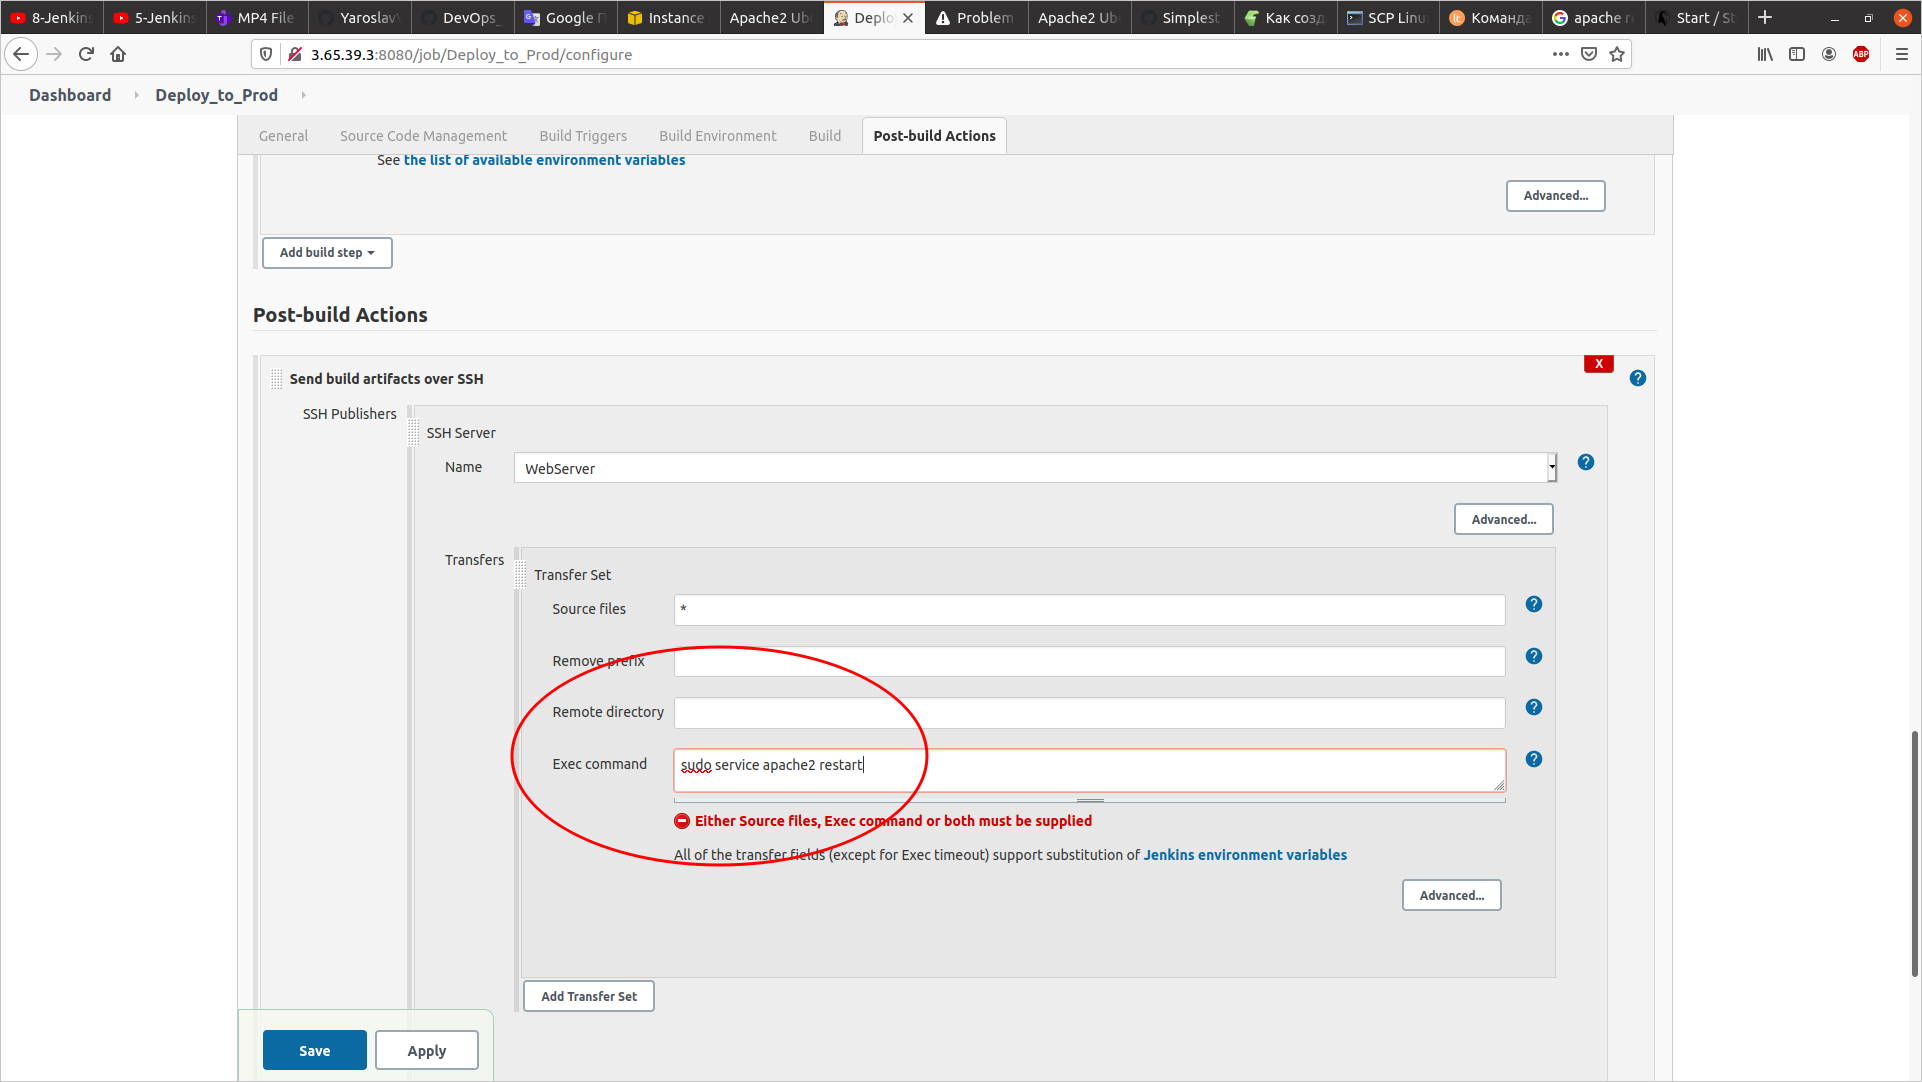 8-Jenkins
5-Jenkins
MP4 File
Yaroslav
DevOps_
Google П
Instance
Apache2 Ub
Deploy
Problem
Apache2 Ub
Simplest
Как созд
SCP Linu
Команда
apache re
Start / St
3.65.39.3:8080/job/Deploy_to_Prod/configure
ABP
Dashboard
Deploy_to_Prod
General
Source Code Management
Build Triggers
Build Environment
Build
Post-build Actions
See the list of available environment variables
Advanced...
Add build step
Post-build Actions
X
Send build artifacts over SSH
?
SSH Publishers
SSH Server
Name
WebServer
?
Advanced...
Transfers
Transfer Set
Source files
*
?
Remove prefix
?
Remote directory
?
Exec command
sudo service apache2 restart
?
Either Source files, Exec command or both must be supplied
All of the transfer fields (except for Exec timeout) support substitution of Jenkins environment variables
Advanced...
Add Transfer Set
Save
Apply